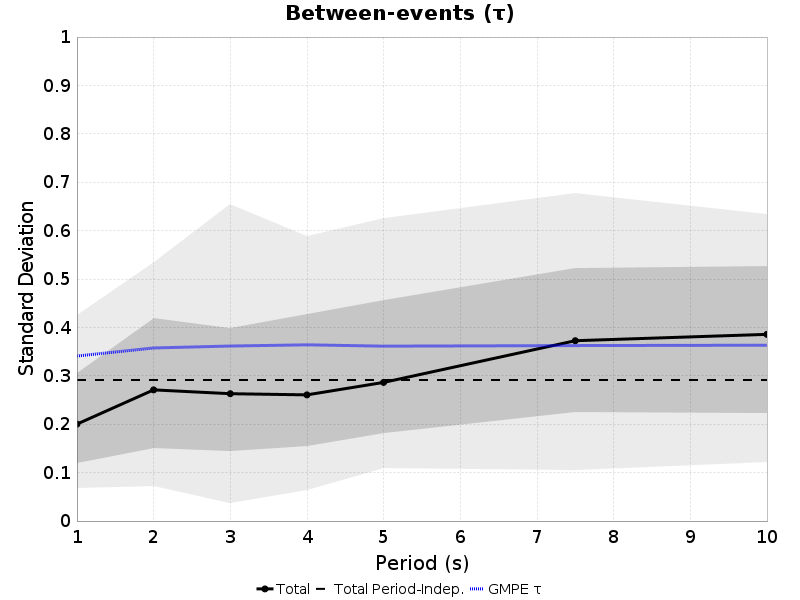 Between-events (τ)
Standard Deviation
1
0.9
0.8
0.7
0.6
0.5
0.4
0.3
0.2
0.1
0
1 2 3 4 5 6 7 8 9 10
Period (s)
Total Total Period-Indep. GMPE τ